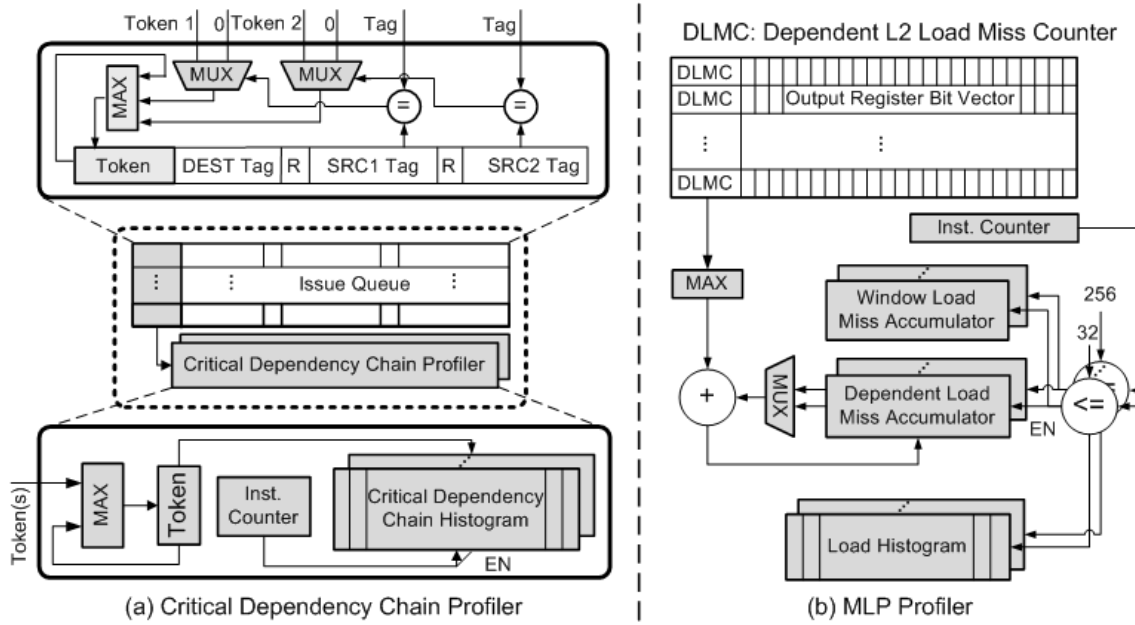 Token 1 0 Token 2 0 Tag Tag
MUX MUX
MAX
= =
Token DEST Tag R SRC1 Tag R SRC2 Tag
⋮ ⋮ Issue Queue ⋮
Critical Dependency Chain Profiler
Token(s)
MAX
Token
Inst.
Counter
Critical Dependency
Chain Histogram
EN
(a) Critical Dependency Chain Profiler
DLMC: Dependent L2 Load Miss Counter
DLMC
DLMC Output Register Bit Vector
⋮ ⋮
DLMC
Inst. Counter
MAX
Window Load
Miss Accumulator
256
32
+
MUX
Dependent Load
Miss Accumulator
<=
EN
Load Histogram
(b) MLP Profiler